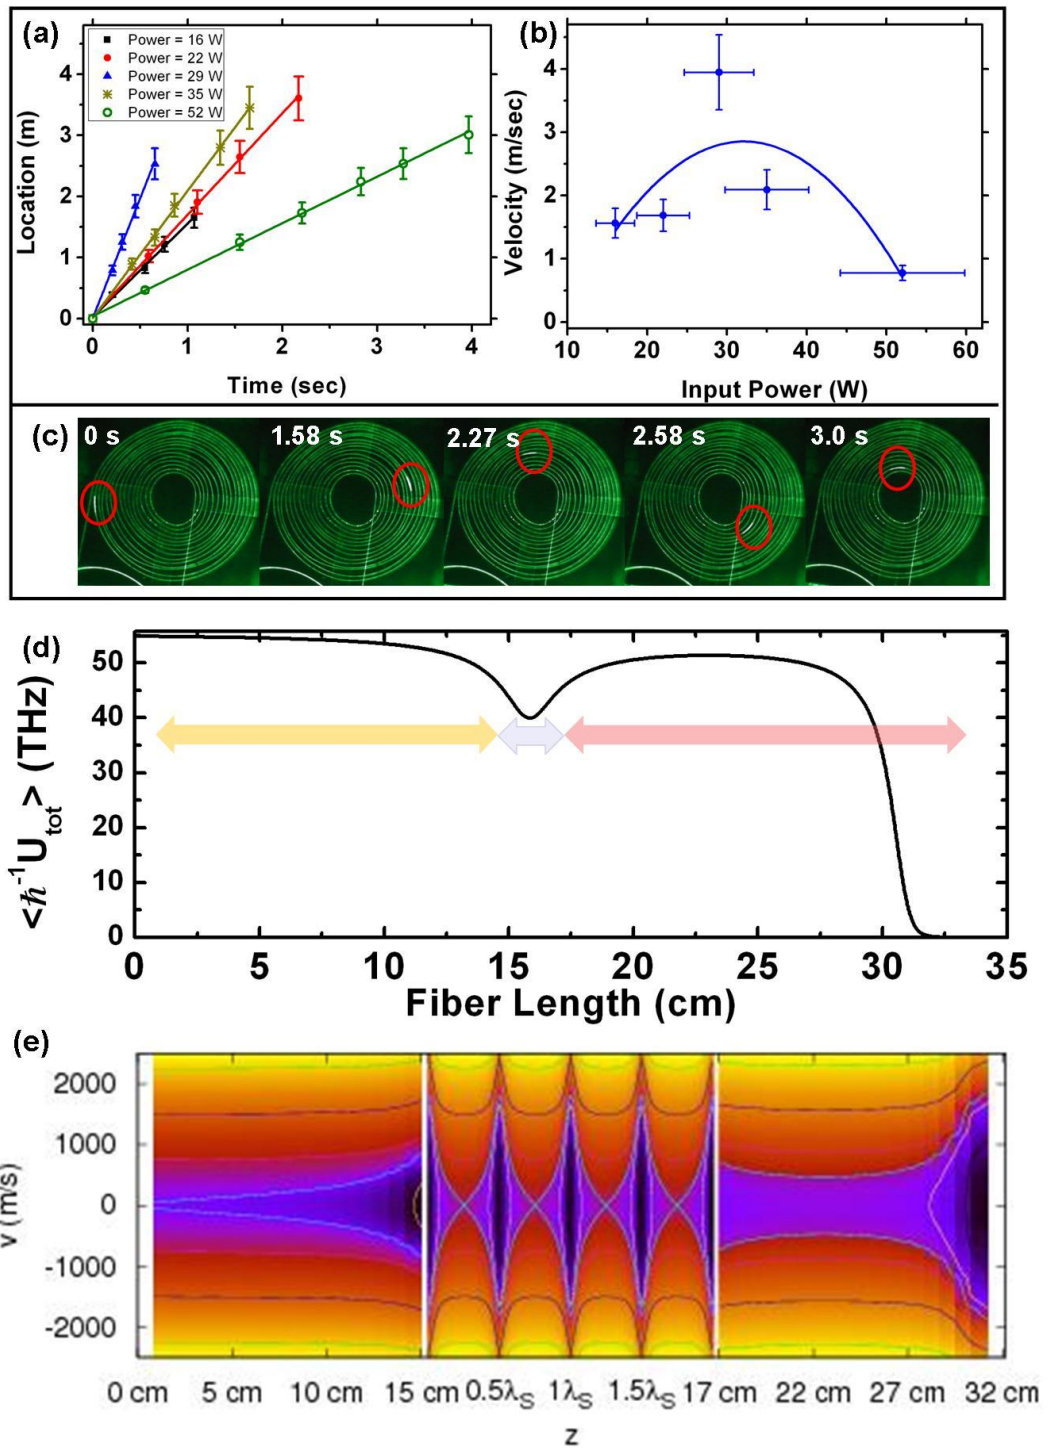 (a)
Power = 16 W
Power = 22 W
Power = 29 W
Power = 35 W
Power = 52 W
Location (m)
4
3
2
1
0
0 1 2 3 4
Time (sec)
(b)
Velocity (m/sec)
4
3
2
1
0
10 20 30 40 50 60
Input Power (W)
(c)
0 s 1.58 s 2.27 s 2.58 s 3.0 s
(d)
<ℏ⁻¹U_tot> (THz)
50
40
30
20
10
0
0 5 10 15 20 25 30 35
Fiber Length (cm)
(e)
v (m/s)
2000
1000
0
-1000
-2000
0 cm 5 cm 10 cm 15 cm 0.5λ_S 1λ_S 1.5λ_S 17 cm 22 cm 27 cm 32 cm
z